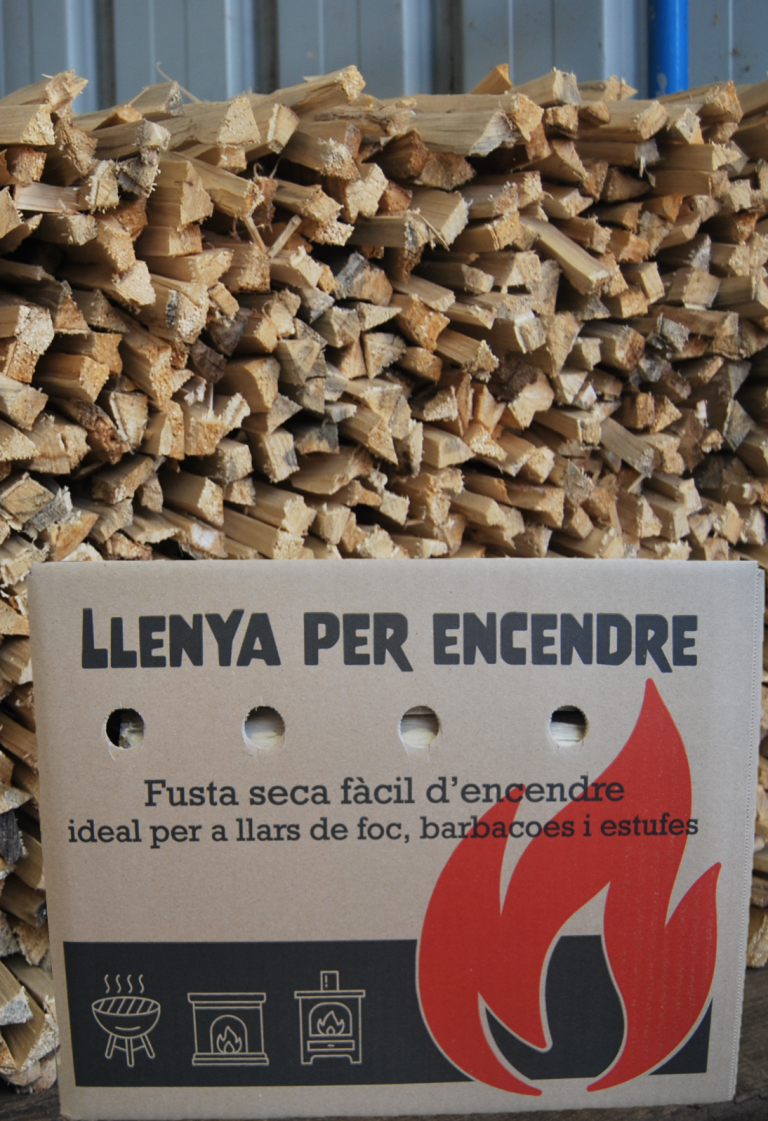 LLENYA PER ENCENDRE
Fusta seca fàcil d'encendre
ideal per a llars de foc, barbacoes i estufes